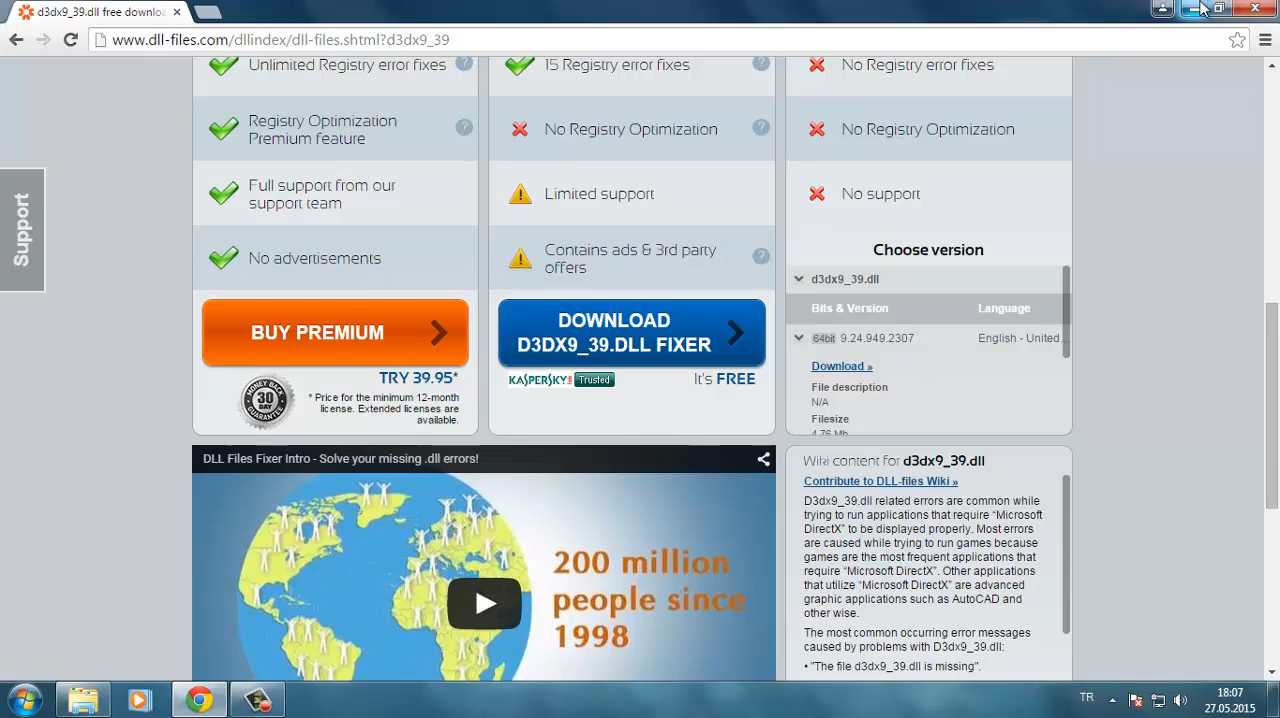 d3dx9_39.dll free downloa
www.dll-files.com/dllindex/dll-files.shtml?d3dx9_39
Support
Unlimited Registry error fixes
Registry Optimization
Premium feature
Full support from our
support team
No advertisements
BUY PREMIUM
TRY 39.95*
MONEY BACK
30
DAY
GUARANTEE
* Price for the minimum 12-month
license. Extended licenses are
available.
15 Registry error fixes
No Registry Optimization
Limited support
Contains ads & 3rd party
offers
DOWNLOAD
D3DX9_39.DLL FIXER
KASPERSKY Trusted
It's FREE
No Registry error fixes
No Registry Optimization
No support
Choose version
d3dx9_39.dll
Bits & Version Language
64bit 9.24.949.2307 English - United...
Download »
File description
N/A
Filesize
4.76 Mb
DLL Files Fixer Intro - Solve your missing .dll errors!
200 million
people since
1998
Wiki content for d3dx9_39.dll
Contribute to DLL-files Wiki »
D3dx9_39.dll related errors are common while
trying to run applications that require “Microsoft
DirectX” to be displayed properly. Most errors
are caused while trying to run games because
games are the most frequent applications that
require “Microsoft DirectX”. Other applications
that utilize “Microsoft DirectX” are advanced
graphic applications such as AutoCAD and
other wise.
The most common occurring error messages
caused by problems with D3dx9_39.dll:
• "The file d3dx9_39.dll is missing".
TR
18:07
27.05.2015